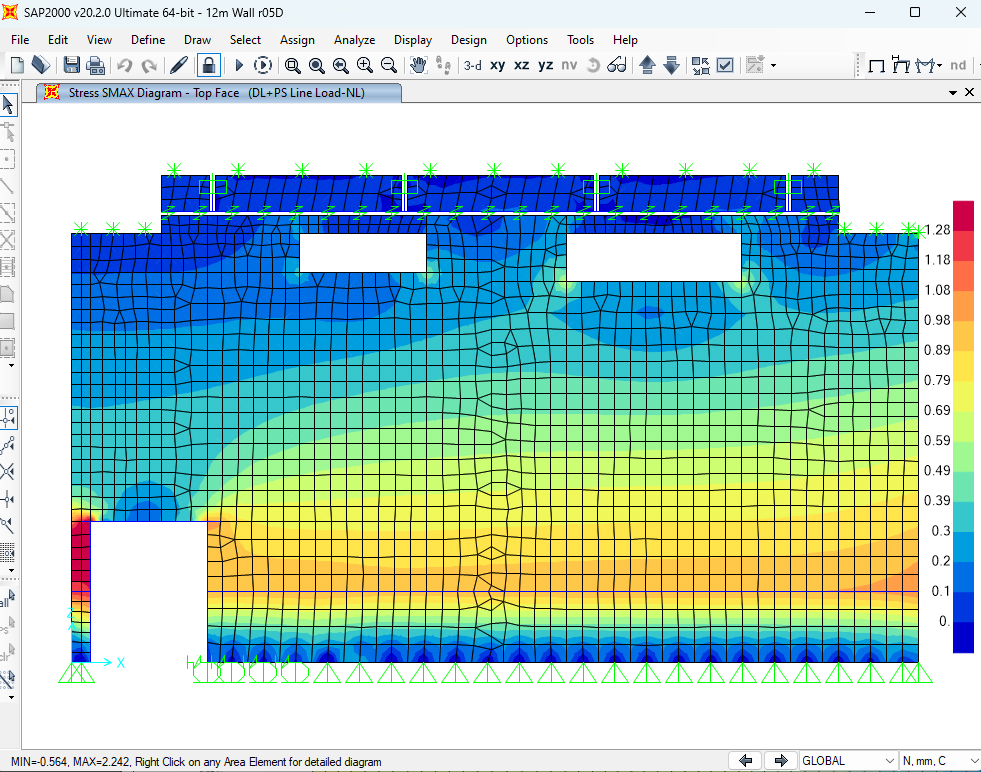 SAP2000 v20.2.0 Ultimate 64-bit - 12m Wall r05D
File Edit View Define Draw Select Assign Analyze Display Design Options Tools Help
3-d xy xz yz nv nd
Stress SMAX Diagram - Top Face (DL+PS Line Load-NL)
1.28
1.18
1.08
0.98
0.89
0.79
0.69
0.59
0.49
0.39
0.3
0.2
0.1
0.
all
PS
clr
Z
X
MIN=-0.564, MAX=2.242, Right Click on any Area Element for detailed diagram
GLOBAL
N, mm, C